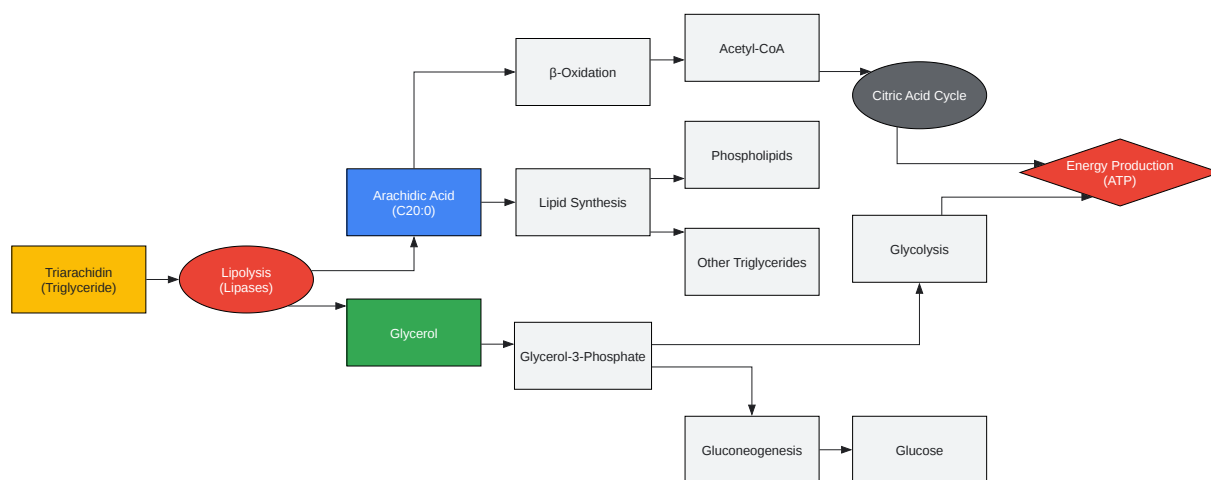 Triarachidin
(Triglyceride)
Lipolysis
(Lipases)
Arachidic Acid
(C20:0)
Glycerol
β-Oxidation
Lipid Synthesis
Glycerol-3-Phosphate
Acetyl-CoA
Phospholipids
Other Triglycerides
Gluconeogenesis
Citric Acid Cycle
Glycolysis
Glucose
Energy Production
(ATP)